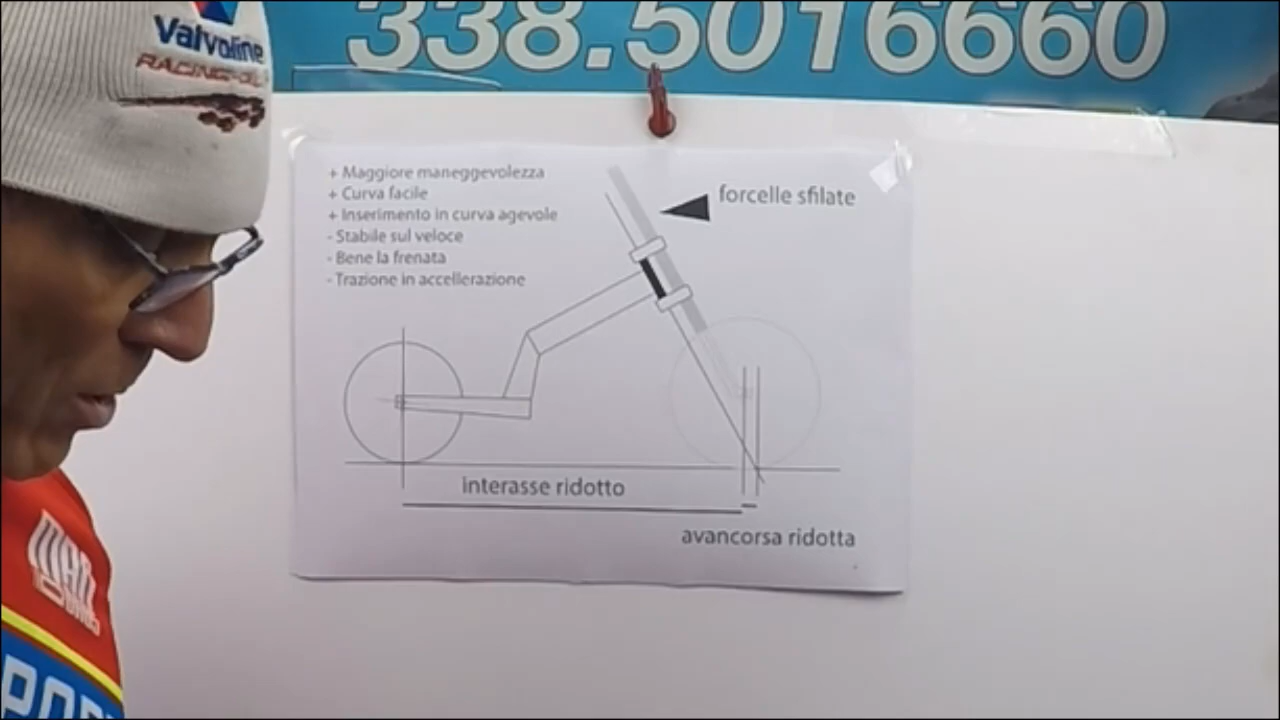 338.5016660
Valvoline
RACING
+ Maggiore maneggevolezza
+ Curva facile
+ Inserimento in curva agevole
- Stabile sul veloce
- Bene la frenata
- Trazione in accellerazione
forcelle sfilate
interasse ridotto
avancorsa ridotta